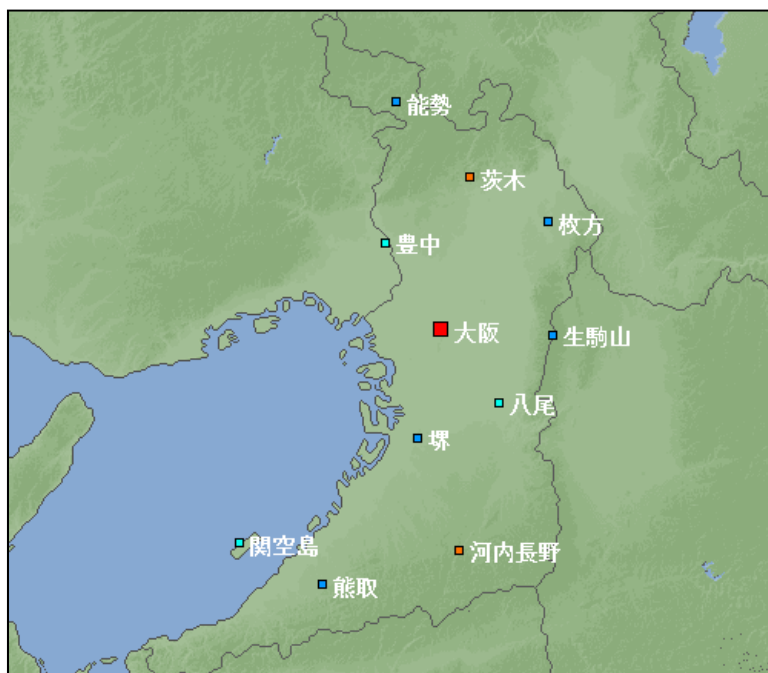 能勢
茨木
枚方
豊中
大阪
生駒山
八尾
堺
関空島
河内長野
熊取